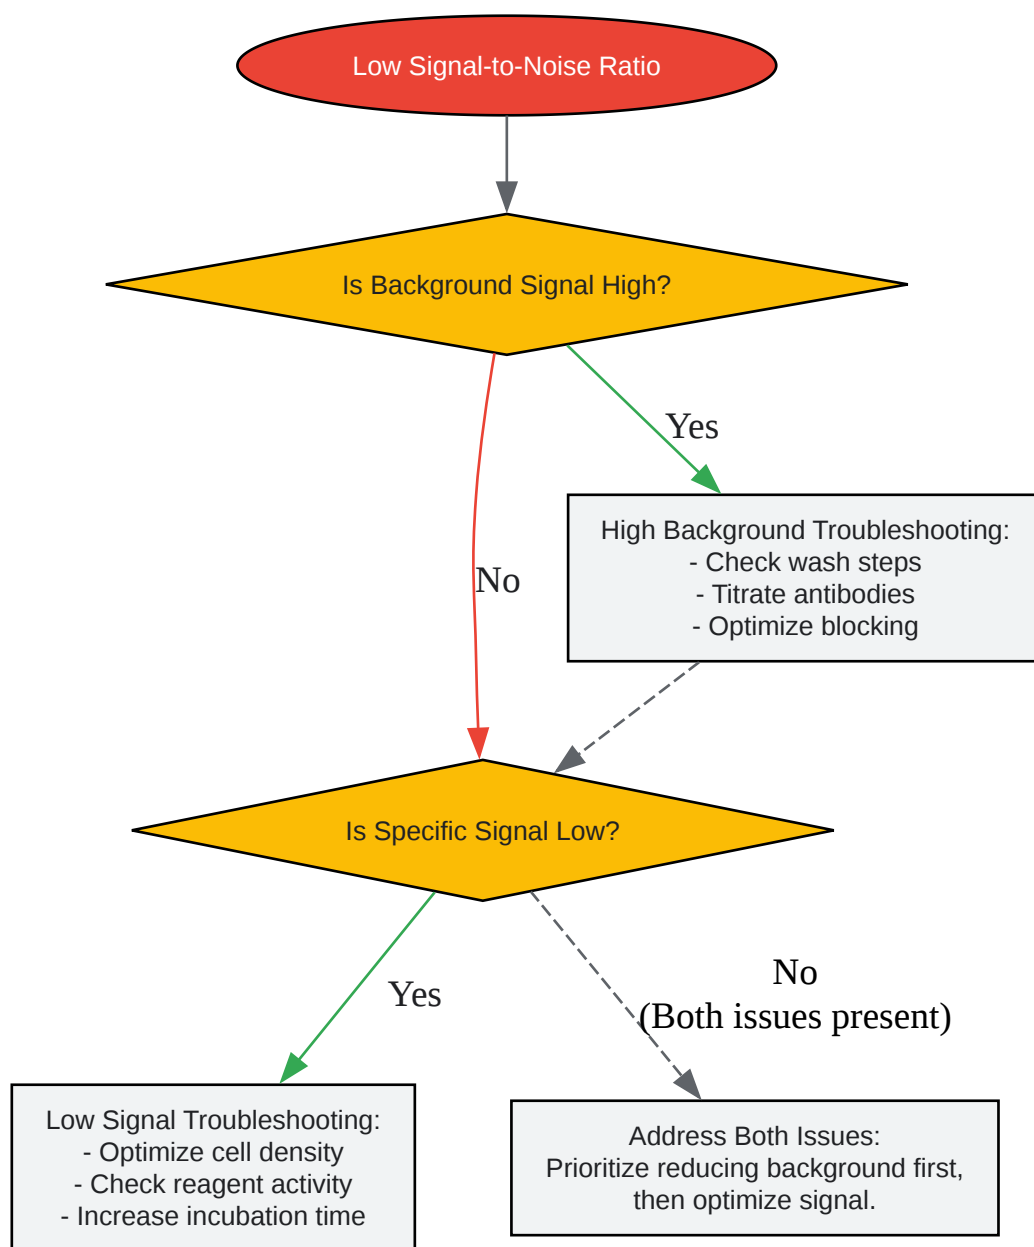 Low Signal-to-Noise Ratio
Is Background Signal High?
Yes
High Background Troubleshooting:
- Check wash steps
- Titrate antibodies
- Optimize blocking
No
Is Specific Signal Low?
Yes
No
(Both issues present)
Low Signal Troubleshooting:
- Optimize cell density
- Check reagent activity
- Increase incubation time
Address Both Issues:
Prioritize reducing background first,
then optimize signal.